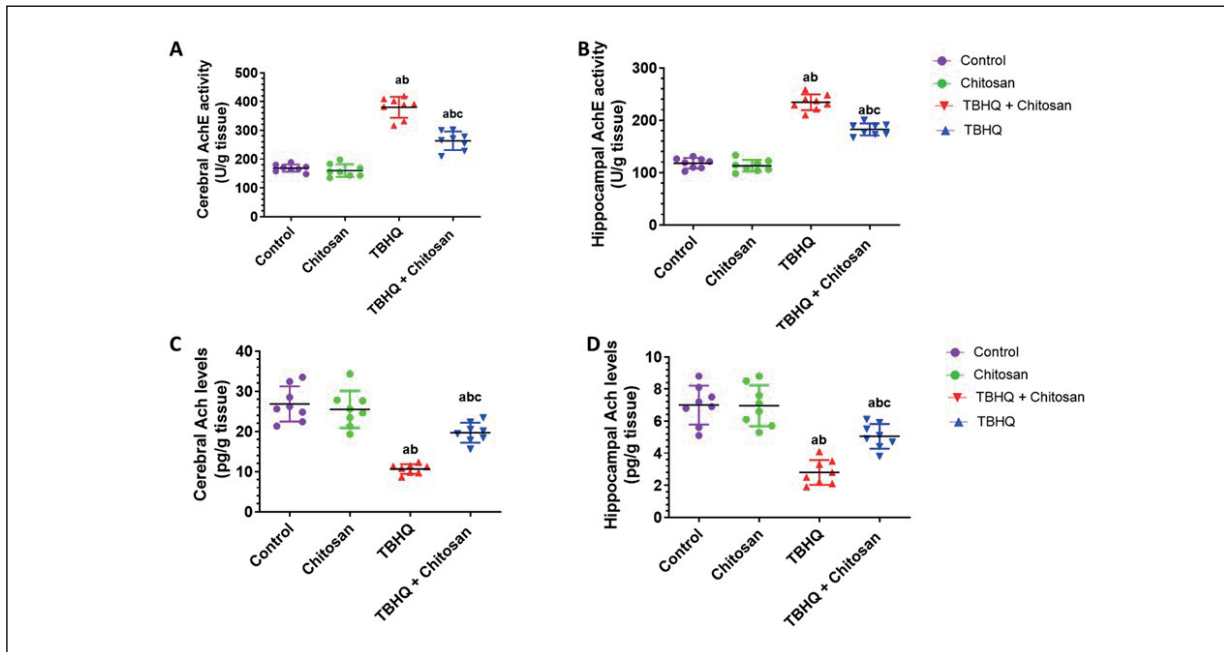 A
Cerebral AchE activity
(U/g tissue)
500
400
300
200
100
0
ab
abc
Control
Chitosan
TBHQ
TBHQ + Chitosan
B
Hippocampal AchE activity
(U/g tissue)
300
200
100
0
ab
abc
Control
Chitosan
TBHQ
TBHQ + Chitosan
Control
Chitosan
TBHQ + Chitosan
TBHQ
C
Cerebral Ach levels
(pg/g tissue)
40
30
20
10
0
ab
abc
Control
Chitosan
TBHQ
TBHQ + Chitosan
D
Hippocampal Ach levels
(pg/g tissue)
10
8
6
4
2
0
ab
abc
Control
Chitosan
TBHQ
TBHQ + Chitosan
Control
Chitosan
TBHQ + Chitosan
TBHQ